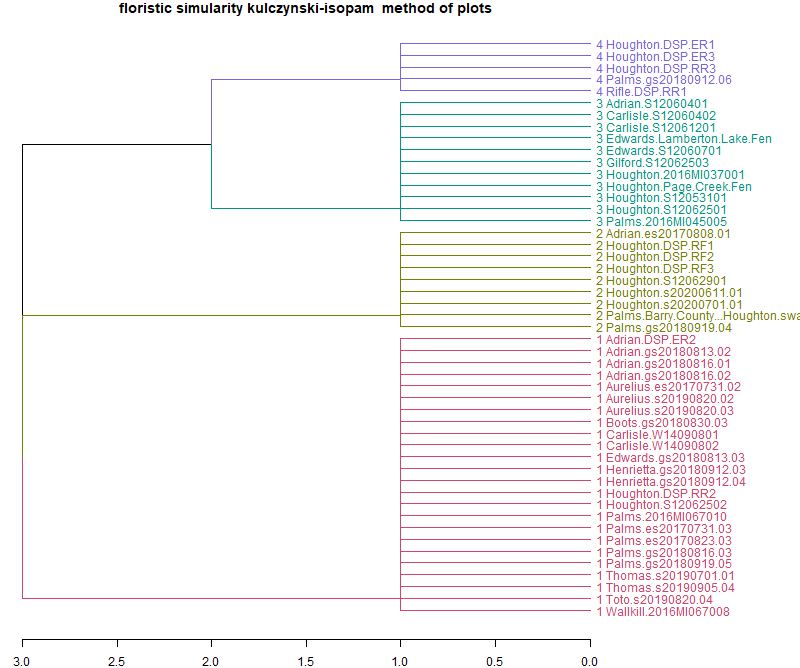 floristic simularity kulczynski-isopam method of plots
4 Houghton.DSP.ER1
4 Houghton.DSP.ER3
4 Houghton.DSP.RR3
4 Palms.gs20180912.06
4 Rifle.DSP.RR1
3 Adrian.S12060401
3 Carlisle.S12060402
3 Carlisle.S12061201
3 Edwards.Lamberton.Lake.Fen
3 Edwards.S12060701
3 Gilford.S12062503
3 Houghton.2016MI037001
3 Houghton.Page.Creek.Fen
3 Houghton.S12053101
3 Houghton.S12062501
3 Palms.2016MI045005
2 Adrian.es20170808.01
2 Houghton.DSP.RF1
2 Houghton.DSP.RF2
2 Houghton.DSP.RF3
2 Houghton.S12062901
2 Houghton.s20200611.01
2 Houghton.s20200701.01
2 Palms.Barry.County...Houghton.swa
2 Palms.gs20180919.04
1 Adrian.DSP.ER2
1 Adrian.gs20180813.02
1 Adrian.gs20180816.01
1 Adrian.gs20180816.02
1 Aurelius.es20170731.02
1 Aurelius.s20190820.02
1 Aurelius.s20190820.03
1 Boots.gs20180830.03
1 Carlisle.W14090801
1 Carlisle.W14090802
1 Edwards.gs20180813.03
1 Henrietta.gs20180912.03
1 Henrietta.gs20180912.04
1 Houghton.DSP.RR2
1 Houghton.S12062502
1 Palms.2016MI067010
1 Palms.es20170731.03
1 Palms.es20170823.03
1 Palms.gs20180816.03
1 Palms.gs20180919.05
1 Thomas.s20190701.01
1 Thomas.s20190905.04
1 Toto.s20190820.04
1 Wallkill.2016MI067008
3.0 2.5 2.0 1.5 1.0 0.5 0.0